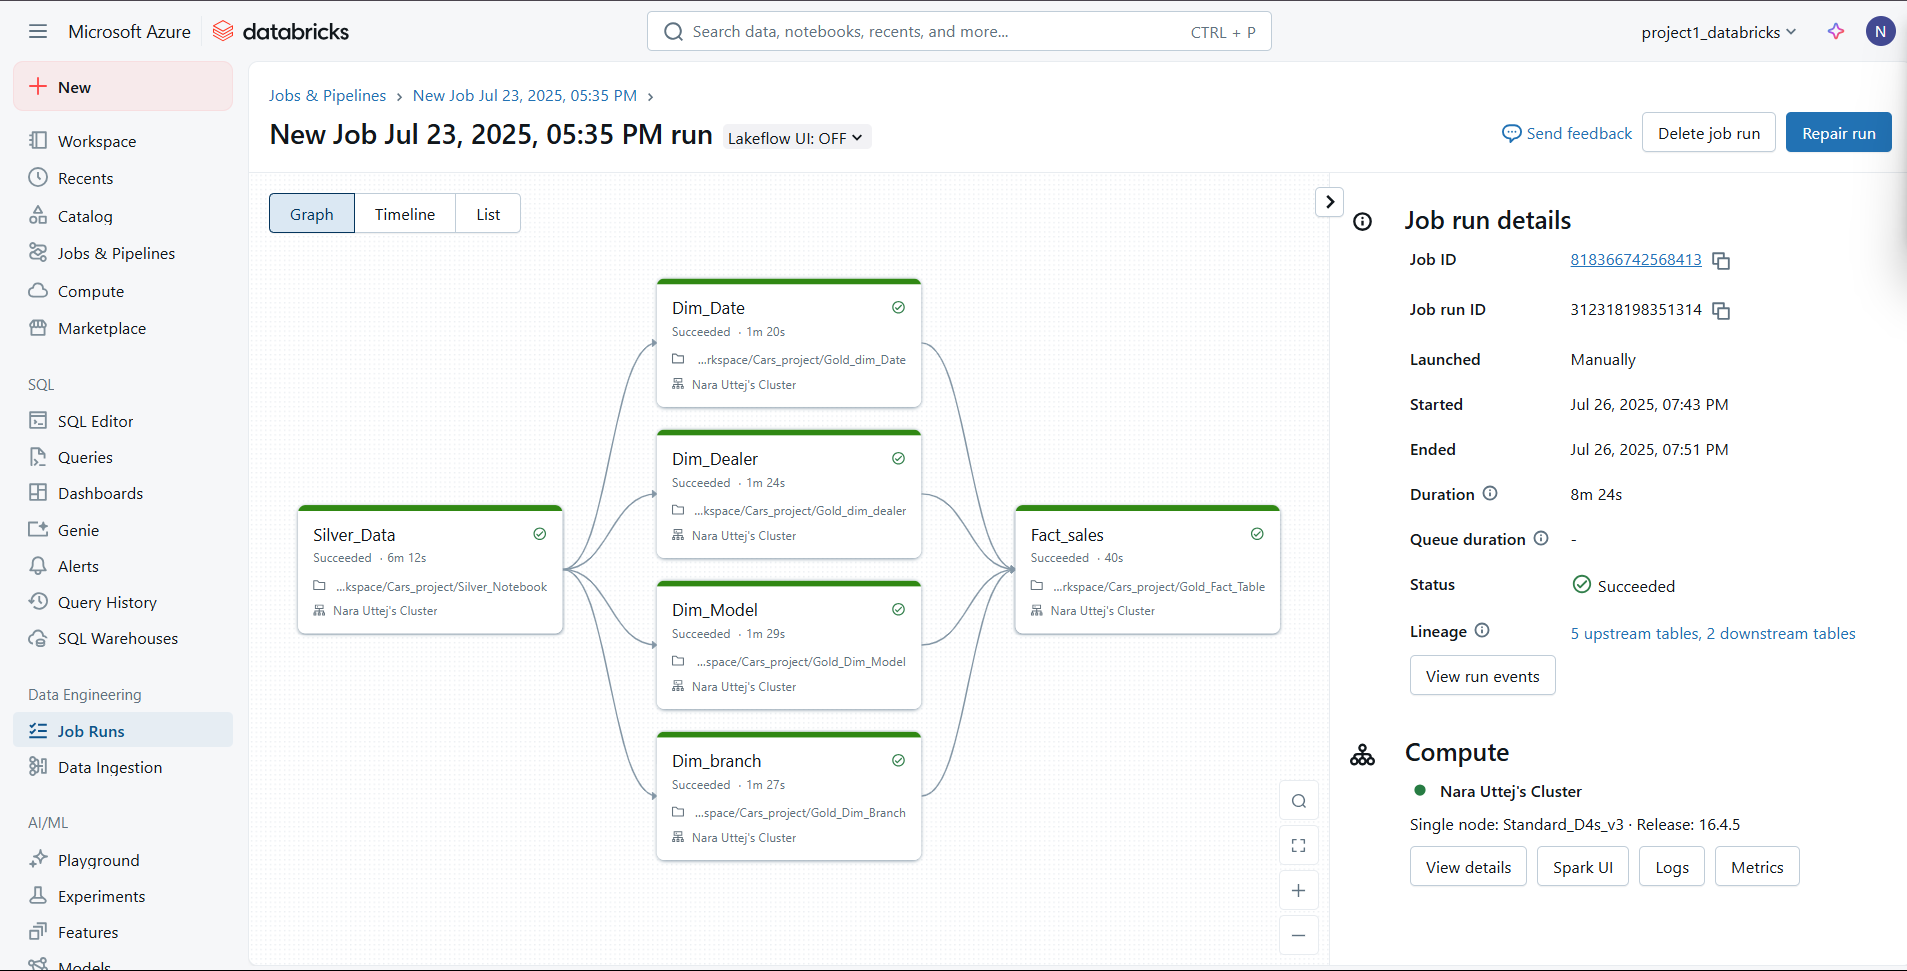 Microsoft Azure
databricks
Search data, notebooks, recents, and more...
CTRL + P
project1_databricks
N
New
Workspace
Recents
Catalog
Jobs & Pipelines
Compute
Marketplace
SQL
SQL Editor
Queries
Dashboards
Genie
Alerts
Query History
SQL Warehouses
Data Engineering
Job Runs
Data Ingestion
AI/ML
Playground
Experiments
Features
Models
Jobs & Pipelines › New Job Jul 23, 2025, 05:35 PM ›
New Job Jul 23, 2025, 05:35 PM run
Lakeflow UI: OFF
Send feedback
Delete job run
Repair run
Graph
Timeline
List
Silver_Data
Succeeded · 6m 12s
...kspace/Cars_project/Silver_Notebook
Nara Uttej's Cluster
Dim_Date
Succeeded · 1m 20s
...rkspace/Cars_project/Gold_dim_Date
Nara Uttej's Cluster
Dim_Dealer
Succeeded · 1m 24s
...kspace/Cars_project/Gold_dim_dealer
Nara Uttej's Cluster
Dim_Model
Succeeded · 1m 29s
...space/Cars_project/Gold_Dim_Model
Nara Uttej's Cluster
Dim_branch
Succeeded · 1m 27s
...space/Cars_project/Gold_Dim_Branch
Nara Uttej's Cluster
Fact_sales
Succeeded · 40s
...rkspace/Cars_project/Gold_Fact_Table
Nara Uttej's Cluster
Job run details
Job ID 818366742568413
Job run ID 312318198351314
Launched Manually
Started Jul 26, 2025, 07:43 PM
Ended Jul 26, 2025, 07:51 PM
Duration 8m 24s
Queue duration -
Status Succeeded
Lineage 5 upstream tables, 2 downstream tables
View run events
Compute
Nara Uttej's Cluster
Single node: Standard_D4s_v3 · Release: 16.4.5
View details
Spark UI
Logs
Metrics